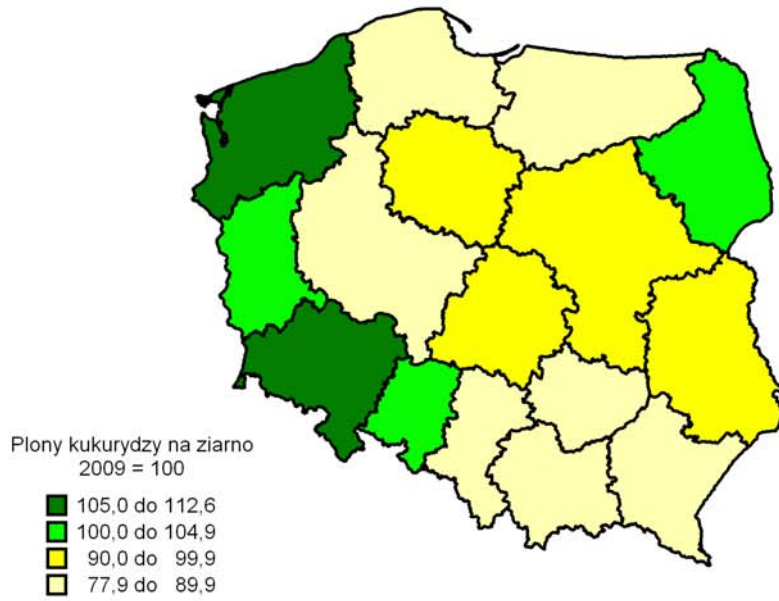 Plony kukurydzy na ziarno
2009 = 100
105,0 do 112,6
100,0 do 104,9
90,0 do 99,9
77,9 do 89,9